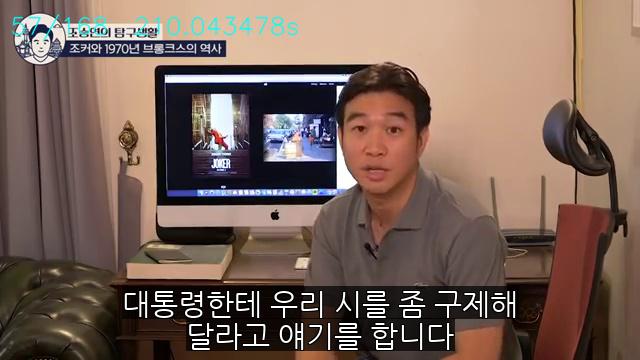 57/168, 210.043478s
조승연의 탐구생활
조커와 1970년 브롱크스의 역사
JOKER
대통령한테 우리 시를 좀 구제해
달라고 얘기를 합니다